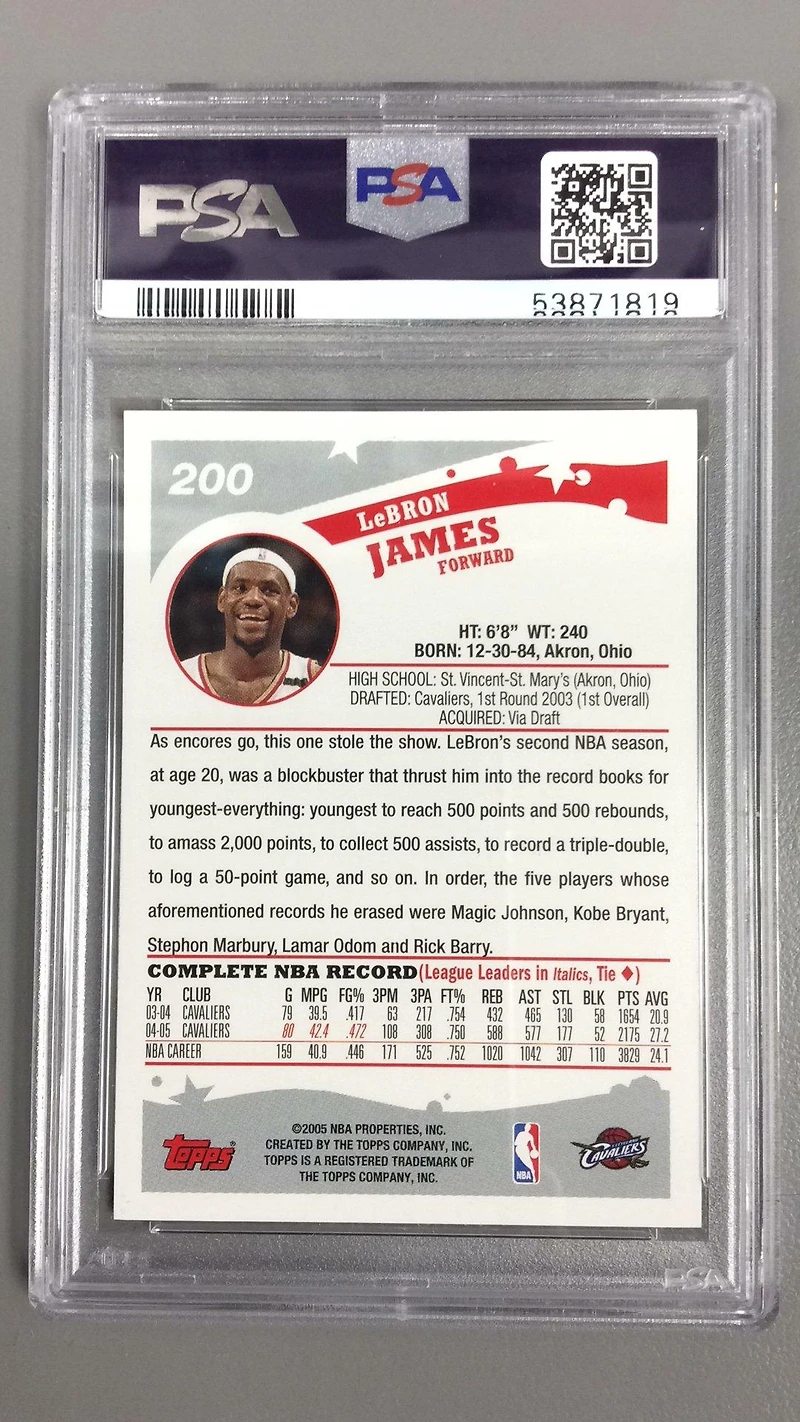 PSA
PSA
53871819
200
LeBRON
JAMES
FORWARD
HT: 6'8" WT: 240
BORN: 12-30-84, Akron, Ohio
HIGH SCHOOL: St. Vincent-St. Mary's (Akron, Ohio)
DRAFTED: Cavaliers, 1st Round 2003 (1st Overall)
ACQUIRED: Via Draft
As encores go, this one stole the show. LeBron's second NBA season,
at age 20, was a blockbuster that thrust him into the record books for
youngest-everything: youngest to reach 500 points and 500 rebounds,
to amass 2,000 points, to collect 500 assists, to record a triple-double,
to log a 50-point game, and so on. In order, the five players whose
aforementioned records he erased were Magic Johnson, Kobe Bryant,
Stephon Marbury, Lamar Odom and Rick Barry.
COMPLETE NBA RECORD (League Leaders in Italics, Tie ♦)
YR CLUB G MPG FG% 3PM 3PA FT% REB AST STL BLK PTS AVG
03-04 CAVALIERS 79 39.5 .417 63 217 .754 432 465 130 58 1654 20.9
04-05 CAVALIERS 80 42.4 .472 108 308 .750 588 577 177 52 2175 27.2
NBA CAREER 159 40.9 .446 171 525 .752 1020 1042 307 110 3829 24.1
©2005 NBA PROPERTIES, INC.
CREATED BY THE TOPPS COMPANY, INC.
TOPPS IS A REGISTERED TRADEMARK OF
THE TOPPS COMPANY, INC.
Topps®
NBA
CAVALIERS
PSA